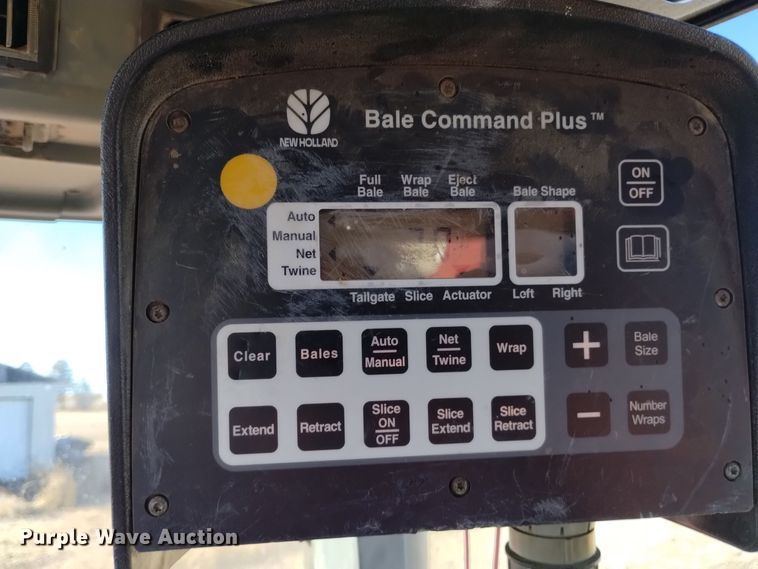 NEW HOLLAND
Bale Command Plus™
Full Bale
Wrap Bale
Eject Bale
Bale Shape
ON
OFF
Auto
Manual
Net
Twine
Tailgate Slice Actuator
Left Right
Clear
Bales
Auto
Manual
Net
Twine
Wrap
+
Bale
Size
Extend
Retract
Slice
ON
OFF
Slice
Extend
Slice
Retract
−
Number
Wraps
Purple Wave Auction